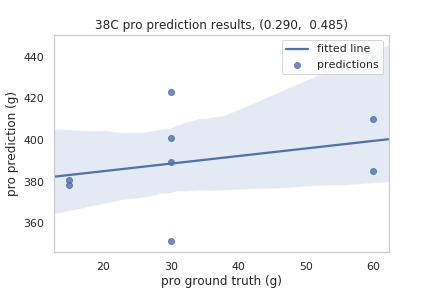 38C pro prediction results, (0.290,  0.485)
fitted line
predictions
pro prediction (g)
440
420
400
380
360
20 30 40 50 60
pro ground truth (g)